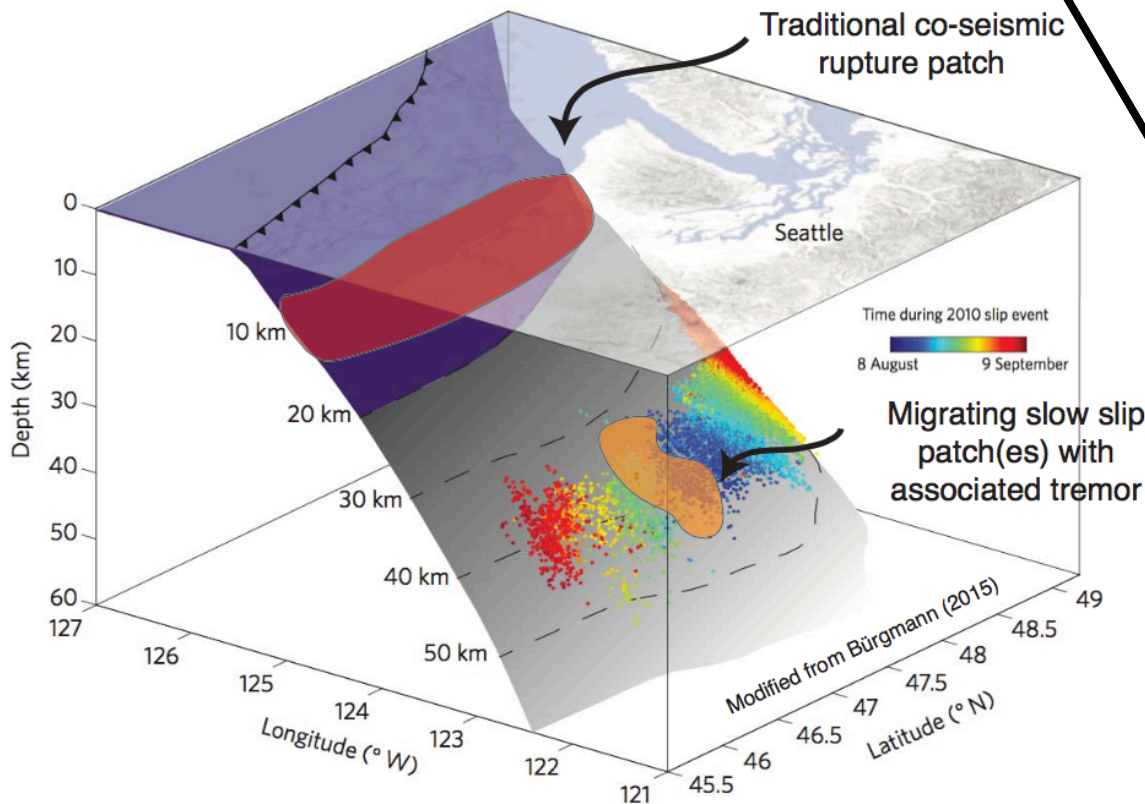 Traditional co-seismic
rupture patch
0
10
20
30
40
50
60
Depth (km)
10 km
20 km
30 km
40 km
50 km
Seattle
Time during 2010 slip event
8 August
9 September
Migrating slow slip
patch(es) with
associated tremor
127
126
125
124
123
122
121
Longitude (° W)
45.5
46
46.5
47
47.5
48
48.5
49
Latitude (° N)
Modified from Bürgmann (2015)